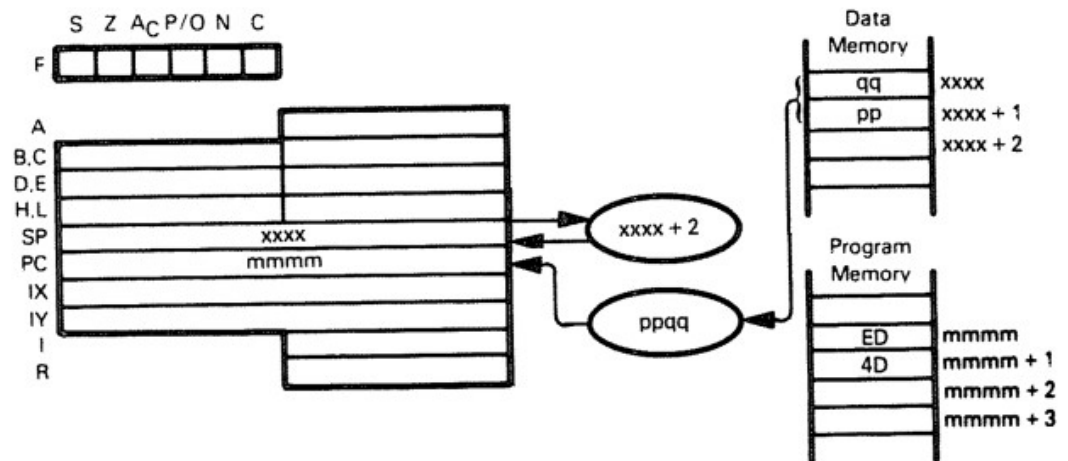 S Z AC P/O N C
F
A
B,C
D,E
H,L
SP xxxx
PC mmmm
IX
IY
I
R
xxxx + 2
ppqq
Data
Memory
qq xxxx
pp xxxx + 1
xxxx + 2
Program
Memory
ED mmmm
4D mmmm + 1
mmmm + 2
mmmm + 3